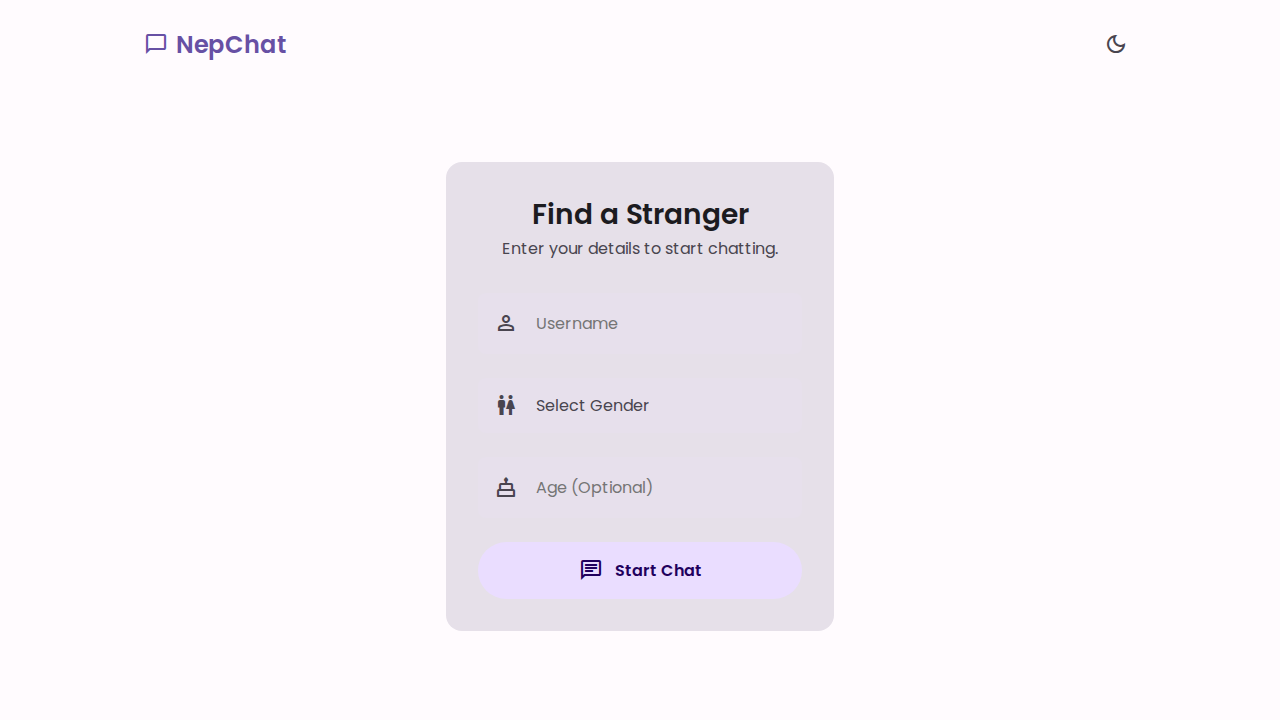 NepChat
Find a Stranger
Enter your details to start chatting.
Username
Select Gender
Age (Optional)
Start Chat